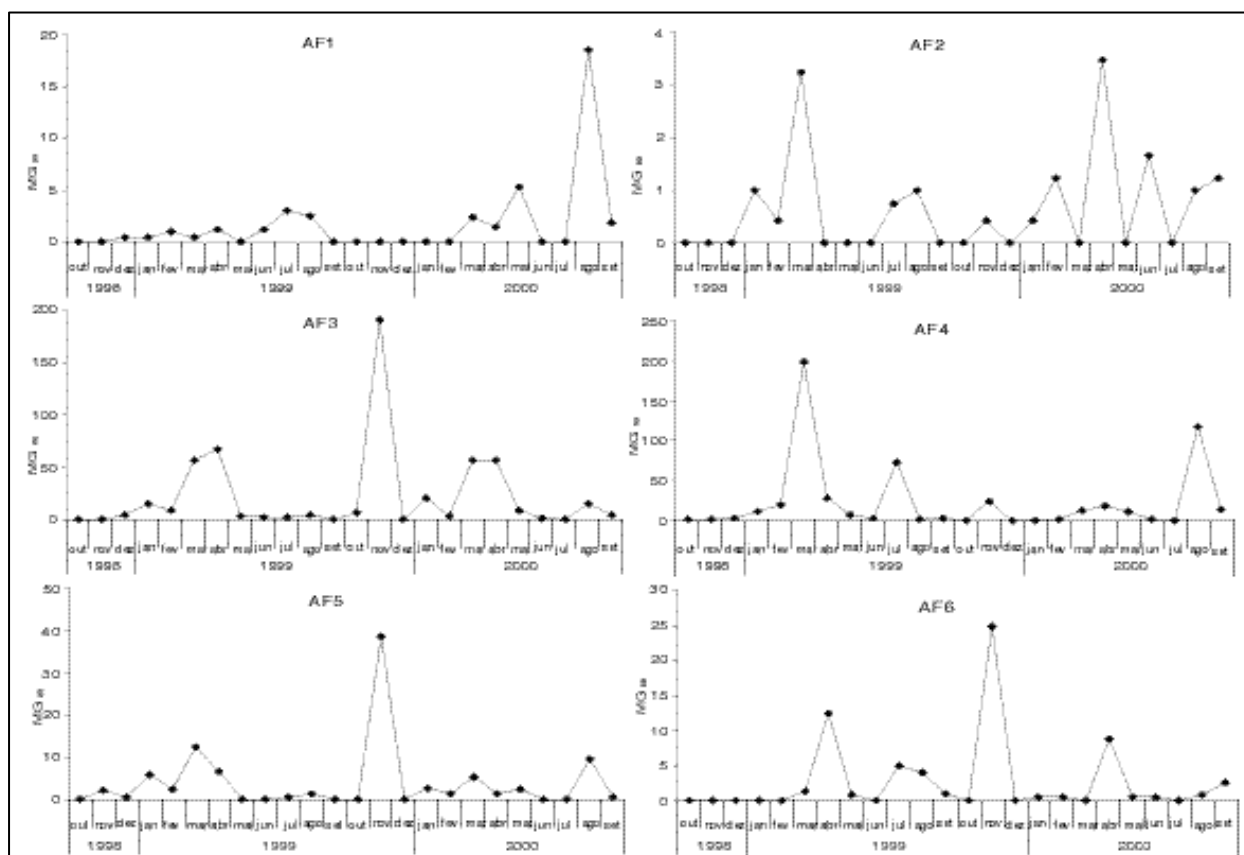 AF1
20
15
10
5
0
MG
out nov dez jan fev mar abr mai jun jul ago set out nov dez jan fev mar abr mai jun jul ago set
1998 1999 2000
AF2
4
3
2
1
0
MG
out nov dez jan fev mar abr mai jun jul ago set out nov dez jan fev mar abr mai jun jul ago set
1998 1999 2000
AF3
200
150
100
50
0
MG
out nov dez jan fev mar abr mai jun jul ago set out nov dez jan fev mar abr mai jun jul ago set
1998 1999 2000
AF4
250
200
150
100
50
0
MG
out nov dez jan fev mar abr mai jun jul ago set out nov dez jan fev mar abr mai jun jul ago set
1998 1999 2000
AF5
50
40
30
20
10
0
MG
out nov dez jan fev mar abr mai jun jul ago set out nov dez jan fev mar abr mai jun jul ago set
1998 1999 2000
AF6
30
25
20
15
10
5
0
MG
out nov dez jan fev mar abr mai jun jul ago set out nov dez jan fev mar abr mai jun jul ago set
1998 1999 2000